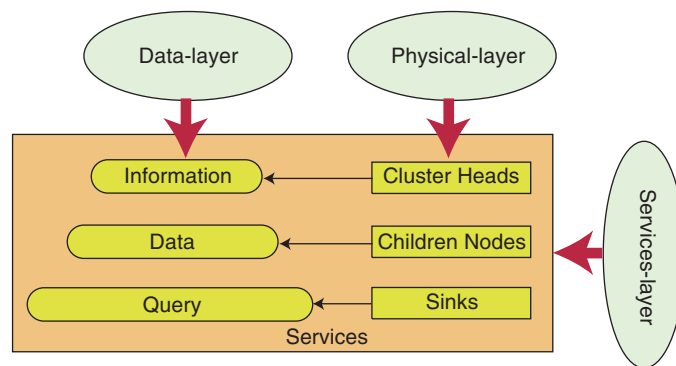 Data-layer
Physical-layer
Information
Cluster Heads
Data
Children Nodes
Query
Sinks
Services
Services-layer